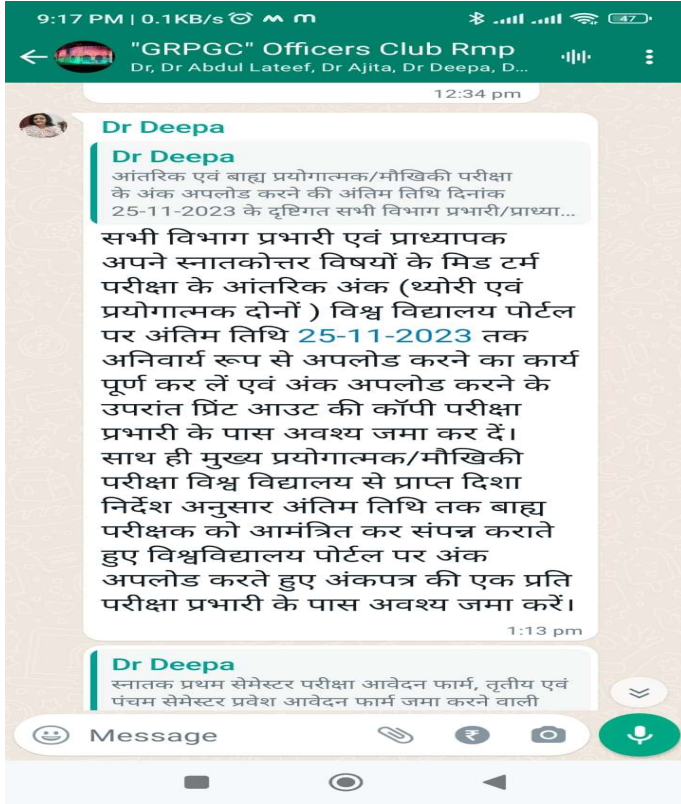 9:17 PM | 0.1KB/s
47
"GRPGC" Officers Club Rmp
Dr, Dr Abdul Lateef, Dr Ajita, Dr Deepa, D...
12:34 pm
Dr Deepa
Dr Deepa
आंतरिक एवं बाह्य प्रयोगात्मक/मौखिकी परीक्षा
के अंक अपलोड करने की अंतिम तिथि दिनांक
25-11-2023 के दृष्टिगत सभी विभाग प्रभारी/प्राध्या...
सभी विभाग प्रभारी एवं प्राध्यापक
अपने स्नातकोत्तर विषयों के मिड टर्म
परीक्षा के आंतरिक अंक (थ्योरी एवं
प्रयोगात्मक दोनों ) विश्व विद्यालय पोर्टल
पर अंतिम तिथि 25-11-2023 तक
अनिवार्य रूप से अपलोड करने का कार्य
पूर्ण कर लें एवं अंक अपलोड करने के
उपरांत प्रिंट आउट की कॉपी परीक्षा
प्रभारी के पास अवश्य जमा कर दें।
साथ ही मुख्य प्रयोगात्मक/मौखिकी
परीक्षा विश्व विद्यालय से प्राप्त दिशा
निर्देश अनुसार अंतिम तिथि तक बाह्य
परीक्षक को आमंत्रित कर संपन्न कराते
हुए विश्वविद्यालय पोर्टल पर अंक
अपलोड करते हुए अंकपत्र की एक प्रति
परीक्षा प्रभारी के पास अवश्य जमा करें।
1:13 pm
Dr Deepa
स्नातक प्रथम सेमेस्टर परीक्षा आवेदन फार्म, तृतीय एवं
पंचम सेमेस्टर प्रवेश आवेदन फार्म जमा करने वाली
Message